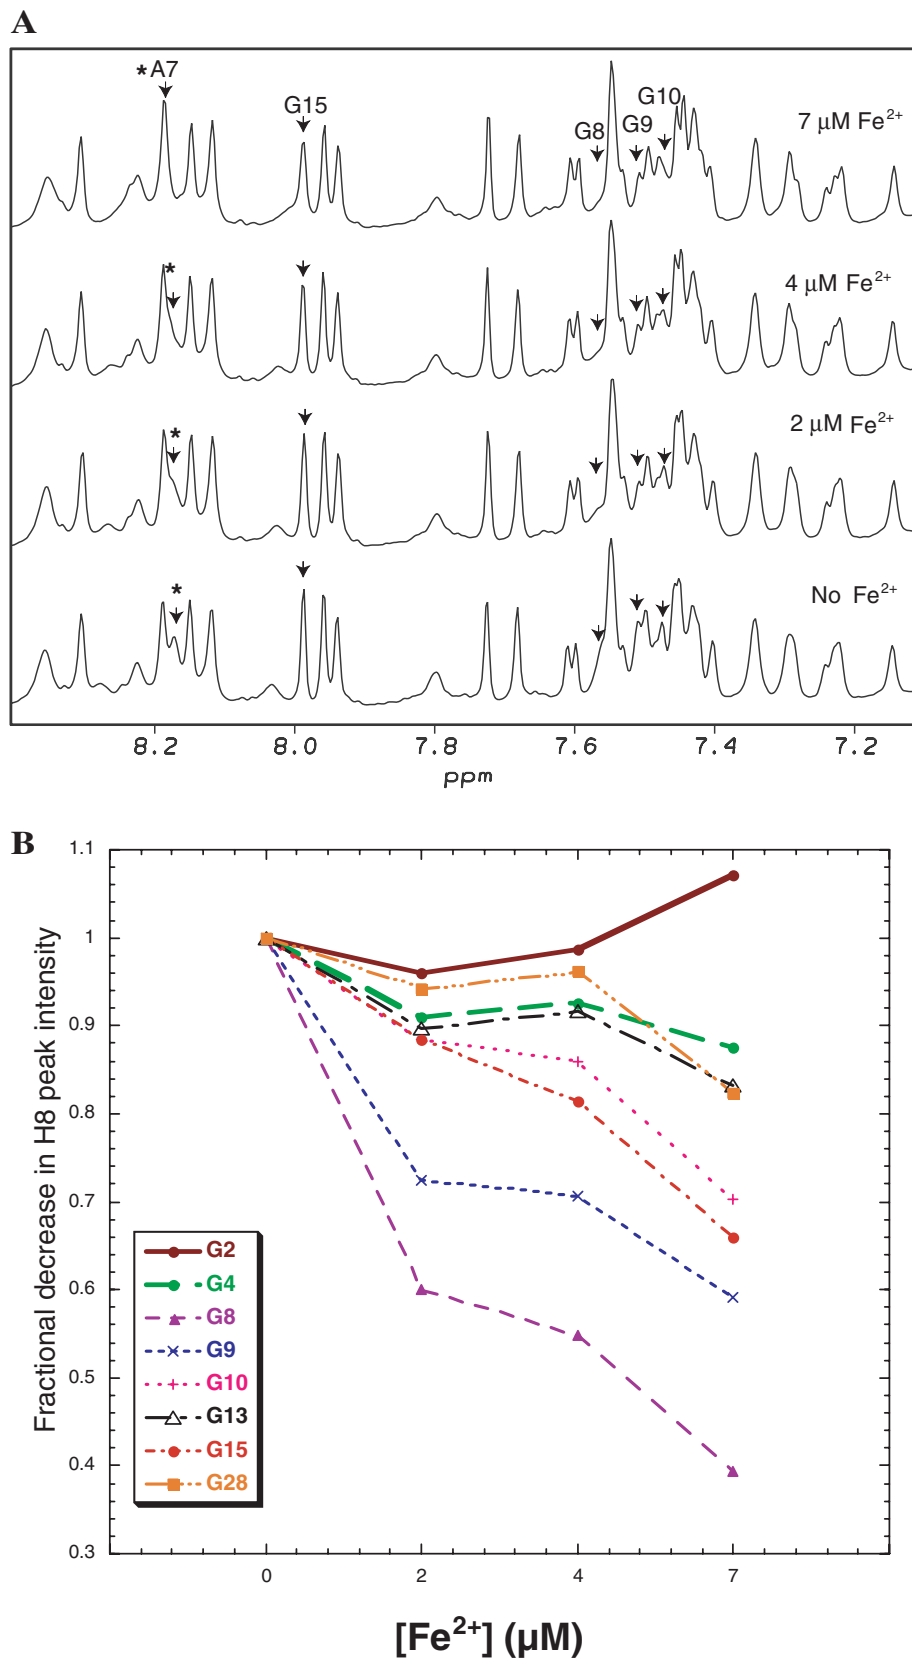 A
*A7
G15
G8
G9
G10
7 µM Fe²⁺
*
4 µM Fe²⁺
*
2 µM Fe²⁺
*
No Fe²⁺
8.2 8.0 7.8 7.6 7.4 7.2
ppm
B
Fractional decrease in H8 peak intensity
1.1
1
0.9
0.8
0.7
0.6
0.5
0.4
0.3
G2
G4
G8
G9
G10
G13
G15
G28
0 2 4 7
[Fe²⁺] (µM)